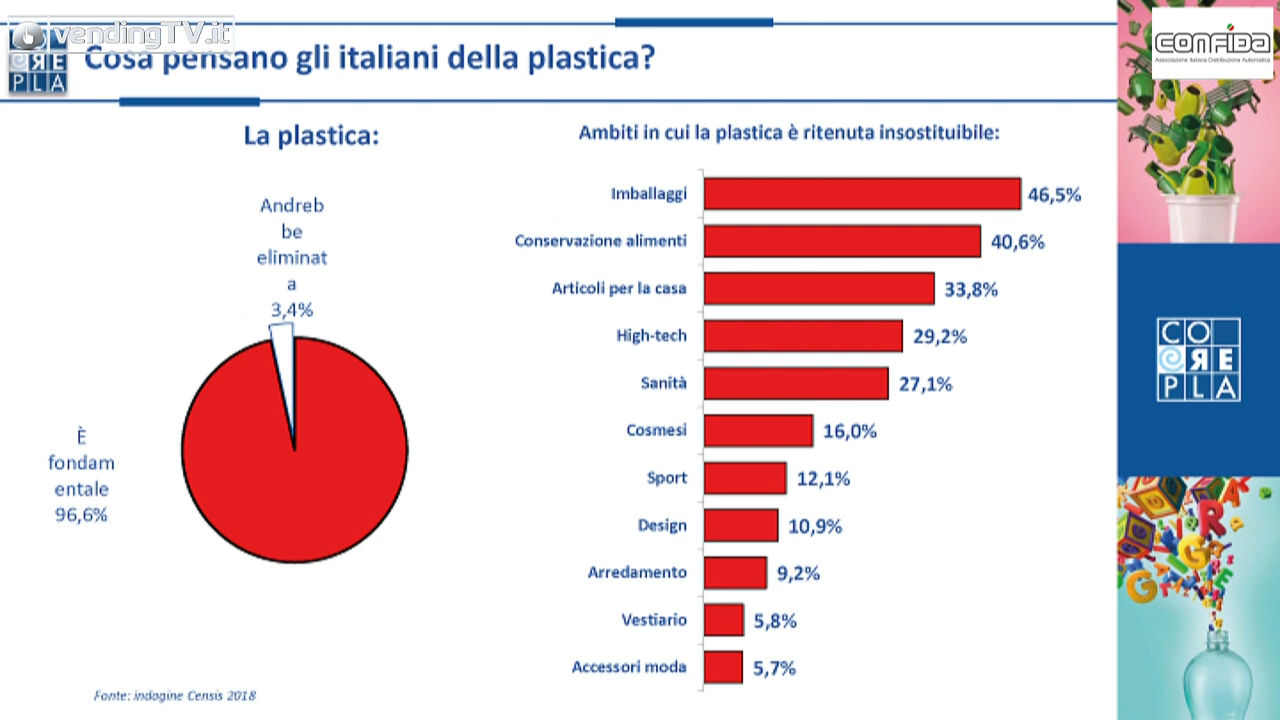 vendingTV.it
CO
RE
PLA
Cosa pensano gli italiani della plastica?
CONFIDA
Associazione Italiana Distribuzione Automatica
La plastica:
Andreb
be
eliminat
a
3,4%
È
fondam
entale
96,6%
Ambiti in cui la plastica è ritenuta insostituibile:
Imballaggi 46,5%
Conservazione alimenti 40,6%
Articoli per la casa 33,8%
High-tech 29,2%
Sanità 27,1%
Cosmesi 16,0%
Sport 12,1%
Design 10,9%
Arredamento 9,2%
Vestiario 5,8%
Accessori moda 5,7%
CO
RE
PLA
Fonte: indagine Censis 2018